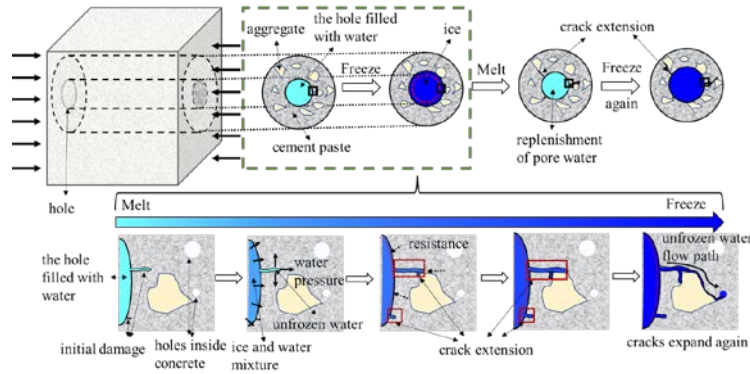 aggregate
the hole filled
with water
ice
crack extension
Freeze
Melt
Freeze
again
cement paste
replenishment
of pore water
hole
Melt
Freeze
the hole
filled with
water
water
pressure
unfrozen water
resistance
unfrozen water
flow path
initial damage
holes inside
concrete
ice and water
mixture
crack extension
cracks expand again